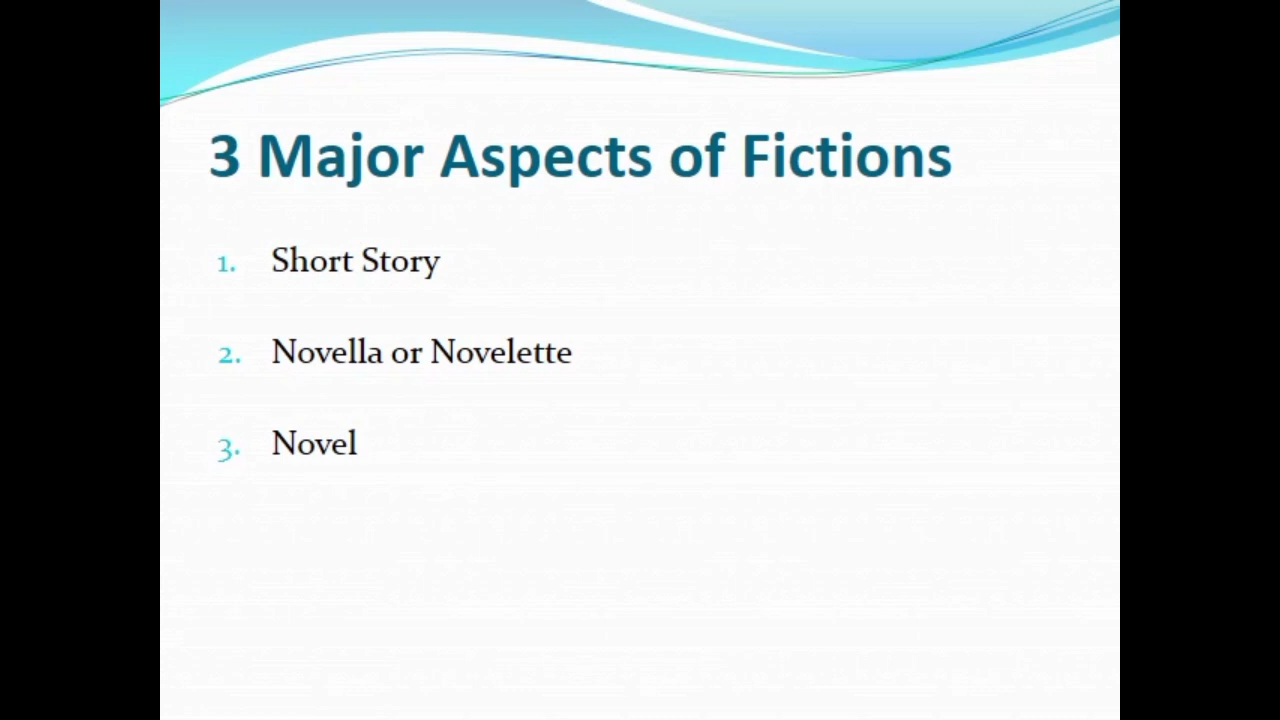 3 Major Aspects of Fictions
1. Short Story
2. Novella or Novelette
3. Novel